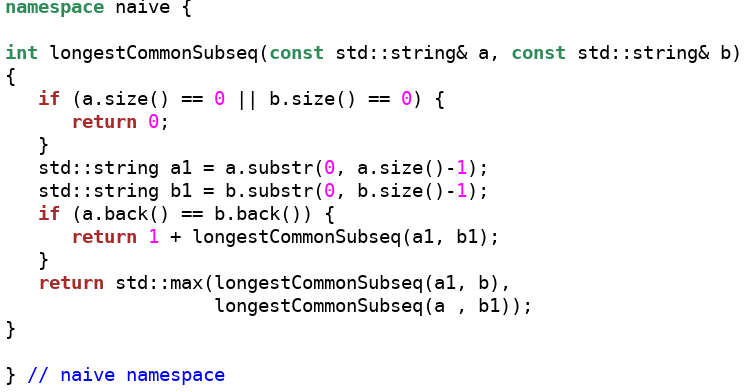 namespace naive {

int longestCommonSubseq(const std::string& a, const std::string& b)
{
   if (a.size() == 0 || b.size() == 0) {
      return 0;
   }
   std::string a1 = a.substr(0, a.size()-1);
   std::string b1 = b.substr(0, b.size()-1);
   if (a.back() == b.back()) {
      return 1 + longestCommonSubseq(a1, b1);
   }
   return std::max(longestCommonSubseq(a1, b),
                   longestCommonSubseq(a , b1));
}

} // naive namespace